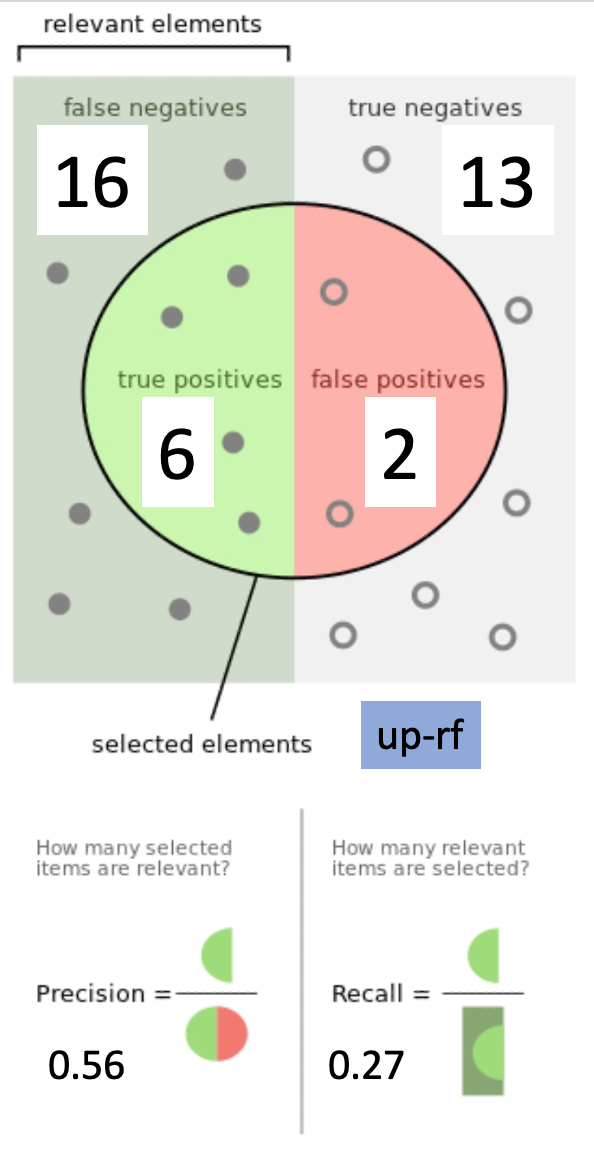 relevant elements
false negatives
true negatives
16
13
true positives
false positives
6
2
selected elements
up-rf
How many selected
items are relevant?
How many relevant
items are selected?
Precision =
Recall =
0.56
0.27